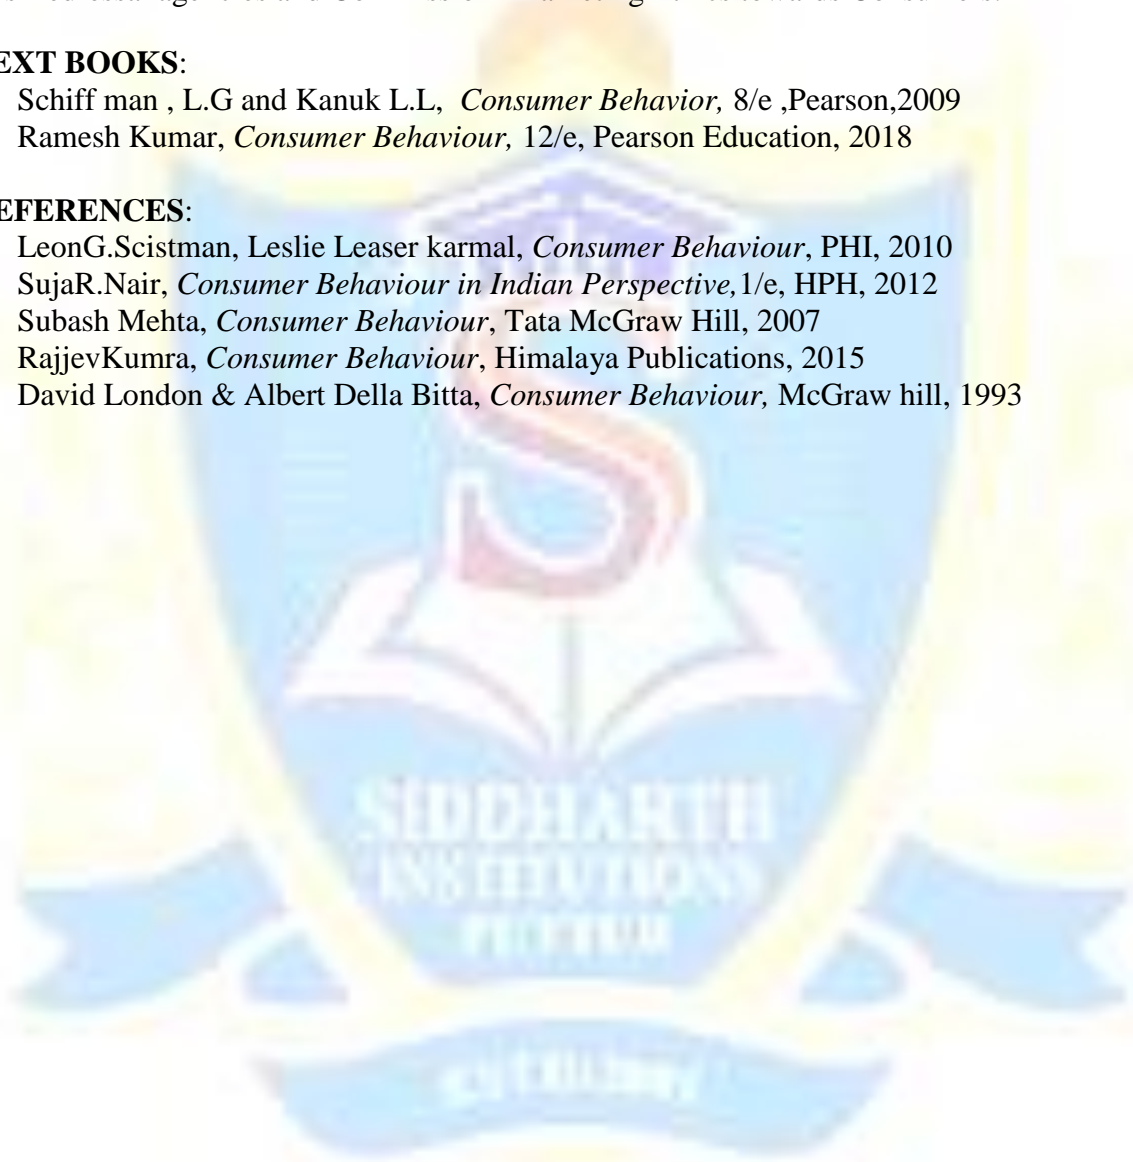 EXT BOOKS:
Schiff man , L.G and Kanuk L.L, Consumer Behavior, 8/e ,Pearson,2009
Ramesh Kumar, Consumer Behaviour, 12/e, Pearson Education, 2018
EFERENCES:
LeonG.Scistman, Leslie Leaser karmal, Consumer Behaviour, PHI, 2010
SujaR.Nair, Consumer Behaviour in Indian Perspective,1/e, HPH, 2012
Subash Mehta, Consumer Behaviour, Tata McGraw Hill, 2007
RajjevKumra, Consumer Behaviour, Himalaya Publications, 2015
David London & Albert Della Bitta, Consumer Behaviour, McGraw hill, 1993
S
SIDDHARTH
INSTITUTIONS
PUTTUR